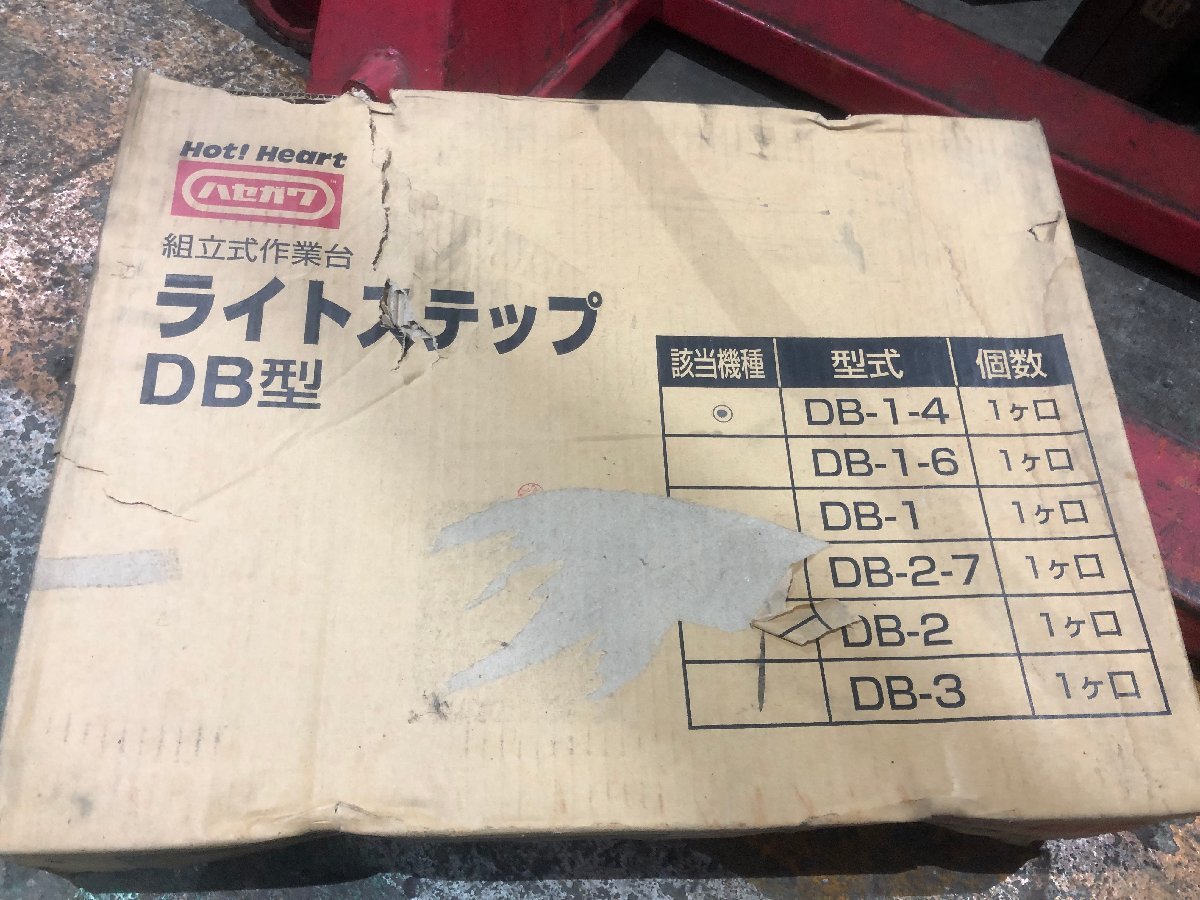 Hot! Heart
ハセガワ
組立式作業台
ライトステップ
DB型
該当機種 型式 個数
◎ DB-1-4 1ヶ口
DB-1-6 1ヶ口
DB-1 1ヶ口
DB-2-7 1ヶ口
DB-2 1ヶ口
DB-3 1ヶ口